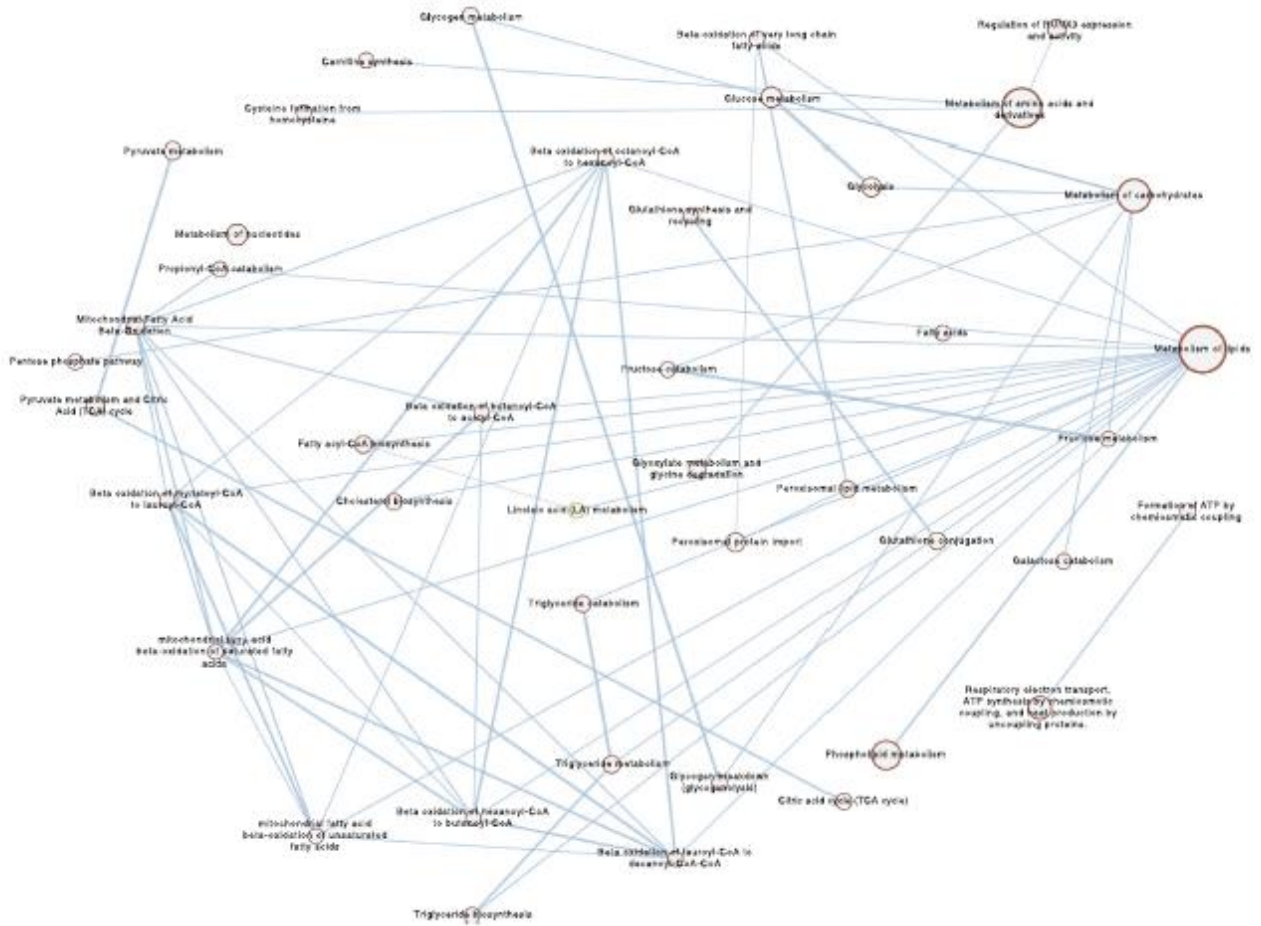 Glycogen metabolism
Beta-oxidation of very long chain
fatty acids
Regulation of expression
and activity
Carnitine synthesis
Glucose metabolism
Metabolism of amino acids and
derivatives
Cysteine formation from
homocysteine
Pyruvate metabolism
Beta oxidation of octanoyl-CoA
to hexanoyl-CoA
Glycolysis
Metabolism of carbohydrates
Glutathione synthesis and
recycling
Metabolism of nucleotides
Propionyl-CoA catabolism
Mitochondrial Fatty Acid
Beta-Oxidation
Fatty acids
Metabolism of lipids
Pentose phosphate pathway
Fructose catabolism
Pyruvate metabolism and Citric
Acid (TCA) cycle
Beta oxidation of butanoyl-CoA
to acetyl-CoA
Fatty acyl-CoA biosynthesis
Fructose metabolism
Glyoxylate metabolism and
glycine degradation
Peroxisomal lipid metabolism
Beta oxidation of myristoyl-CoA
to lauroyl-CoA
Cholesterol biosynthesis
Linoleic acid (LA) metabolism
Formation of ATP by
chemiosmotic coupling
Peroxisomal protein import
Glutathione conjugation
Galactose catabolism
Triglyceride catabolism
mitochondrial fatty acid
beta-oxidation of saturated fatty
acids
Respiratory electron transport,
ATP synthesis by chemiosmotic
coupling, and heat production by
uncoupling proteins.
Phospholipid metabolism
Triglyceride metabolism
Glycogen breakdown
(glycogenolysis)
Citric acid cycle (TCA cycle)
Beta oxidation of hexanoyl-CoA
to butanoyl-CoA
mitochondrial fatty acid
beta-oxidation of unsaturated
fatty acids
Beta oxidation of lauroyl-CoA to
decanoyl-CoA-CoA
Triglyceride biosynthesis